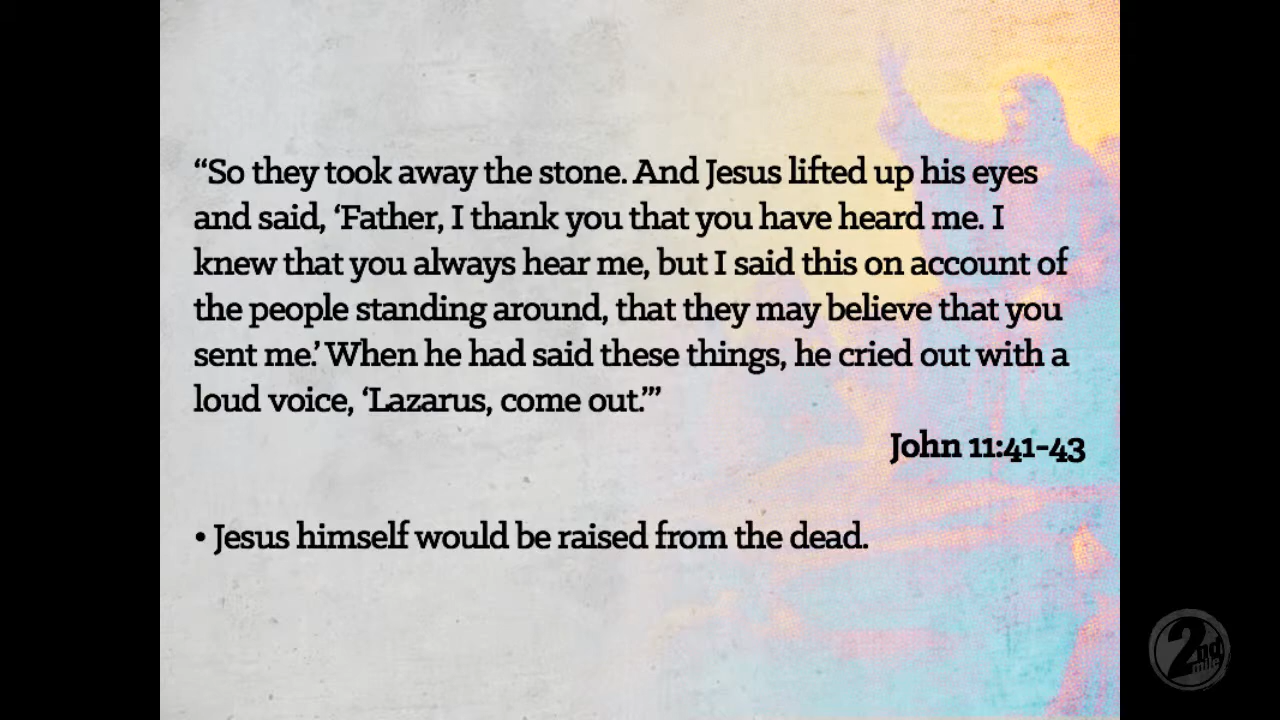 “So they took away the stone. And Jesus lifted up his eyes
and said, ‘Father, I thank you that you have heard me. I
knew that you always hear me, but I said this on account of
the people standing around, that they may believe that you
sent me.’ When he had said these things, he cried out with a
loud voice, ‘Lazarus, come out.’”
John 11:41-43
• Jesus himself would be raised from the dead.
2nd
mile